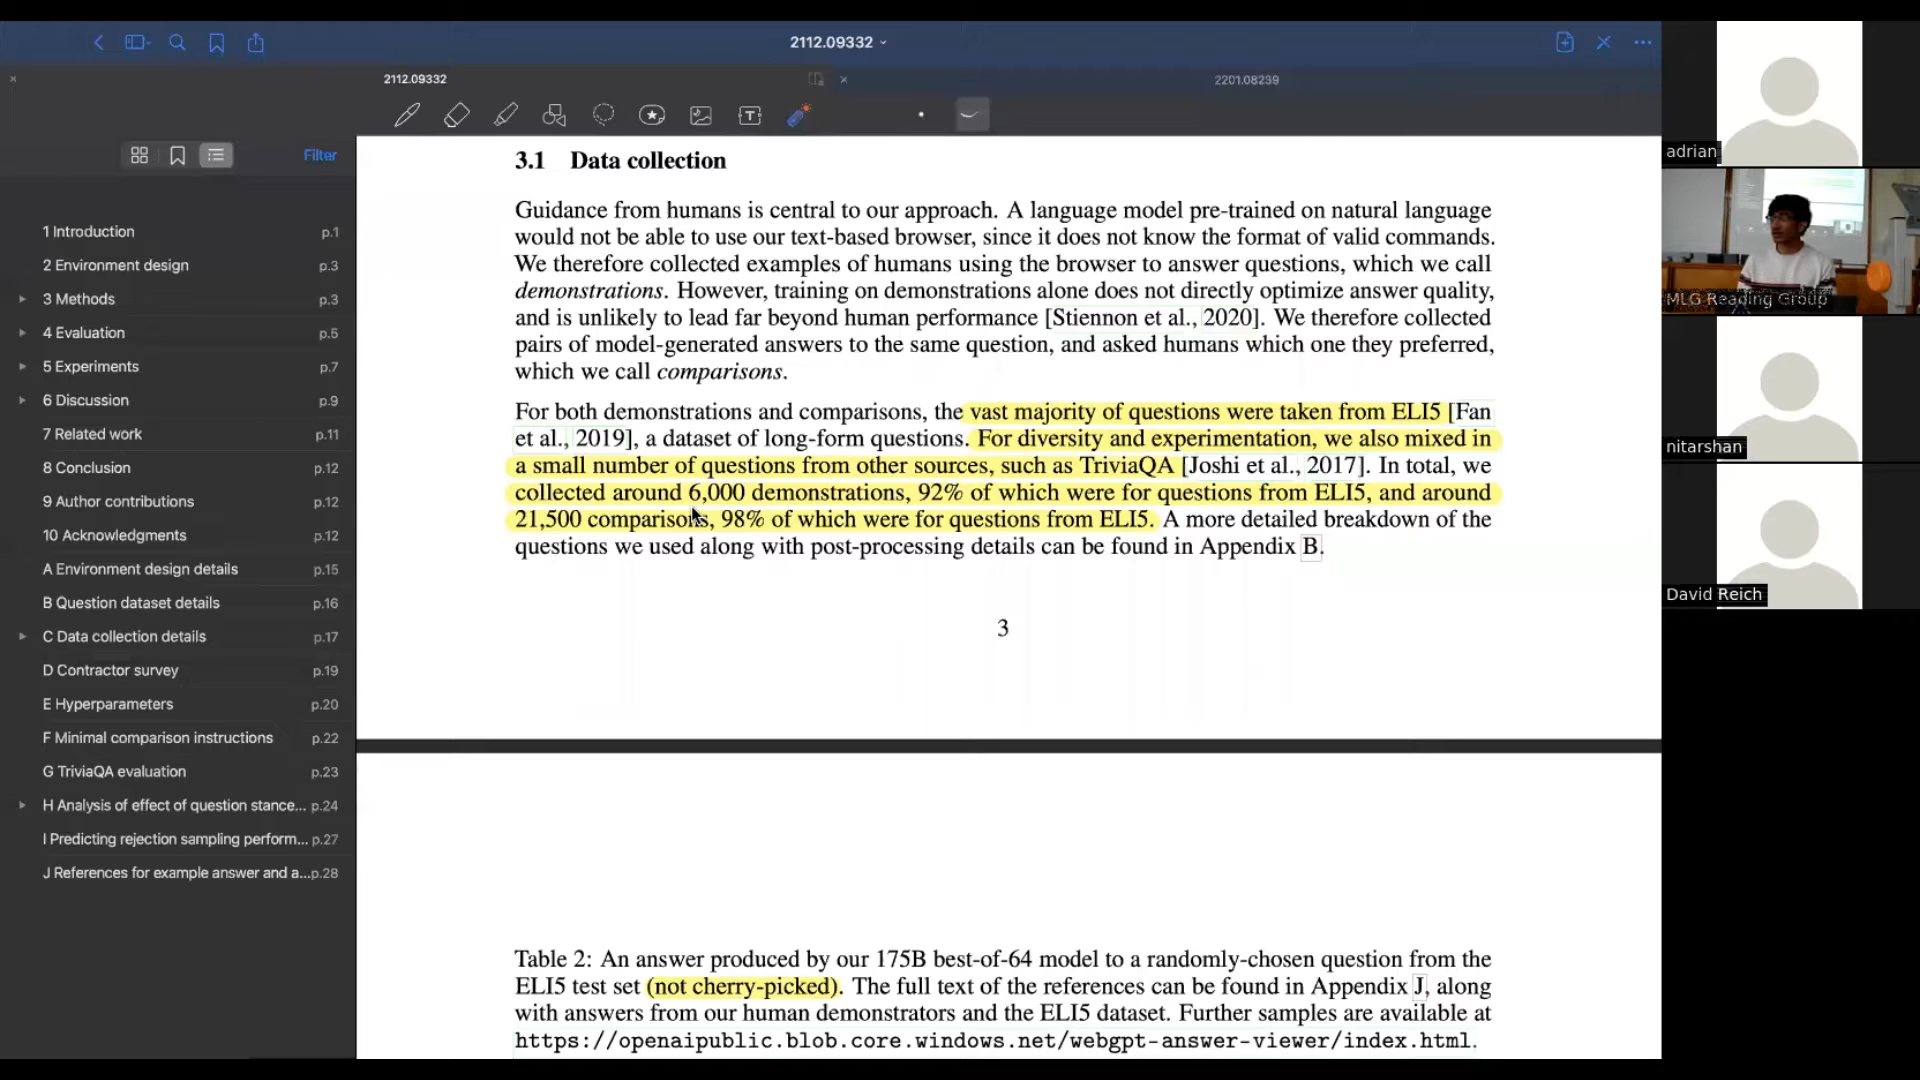 2112.09332
2112.09332
2201.08239
Filter
1 Introduction p.1
2 Environment design p.3
3 Methods p.3
4 Evaluation p.5
5 Experiments p.7
6 Discussion p.9
7 Related work p.11
8 Conclusion p.12
9 Author contributions p.12
10 Acknowledgments p.12
A Environment design details p.15
B Question dataset details p.16
C Data collection details p.17
D Contractor survey p.19
E Hyperparameters p.20
F Minimal comparison instructions p.22
G TriviaQA evaluation p.23
H Analysis of effect of question stance... p.24
I Predicting rejection sampling perform... p.27
J References for example answer and a...p.28
3.1 Data collection
Guidance from humans is central to our approach. A language model pre-trained on natural language
would not be able to use our text-based browser, since it does not know the format of valid commands.
We therefore collected examples of humans using the browser to answer questions, which we call
demonstrations. However, training on demonstrations alone does not directly optimize answer quality,
and is unlikely to lead far beyond human performance [Stiennon et al., 2020]. We therefore collected
pairs of model-generated answers to the same question, and asked humans which one they preferred,
which we call comparisons.
For both demonstrations and comparisons, the vast majority of questions were taken from ELI5 [Fan
et al., 2019], a dataset of long-form questions. For diversity and experimentation, we also mixed in
a small number of questions from other sources, such as TriviaQA [Joshi et al., 2017]. In total, we
collected around 6,000 demonstrations, 92% of which were for questions from ELI5, and around
21,500 comparisons, 98% of which were for questions from ELI5. A more detailed breakdown of the
questions we used along with post-processing details can be found in Appendix B.
3
Table 2: An answer produced by our 175B best-of-64 model to a randomly-chosen question from the
ELI5 test set (not cherry-picked). The full text of the references can be found in Appendix J, along
with answers from our human demonstrators and the ELI5 dataset. Further samples are available at
https://openaipublic.blob.core.windows.net/webgpt-answer-viewer/index.html.
adrian
MLG Reading Group
nitarshan
David Reich